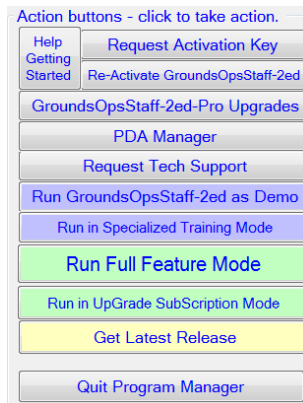 Action buttons - click to take action.
Help
Getting
Started
Request Activation Key
Re-Activate GroundsOpsStaff-2ed
GroundsOpsStaff-2ed-Pro Upgrades
PDA Manager
Request Tech Support
Run GroundsOpsStaff-2ed as Demo
Run in Specialized Training Mode
Run Full Feature Mode
Run in UpGrade SubScription Mode
Get Latest Release
Quit Program Manager